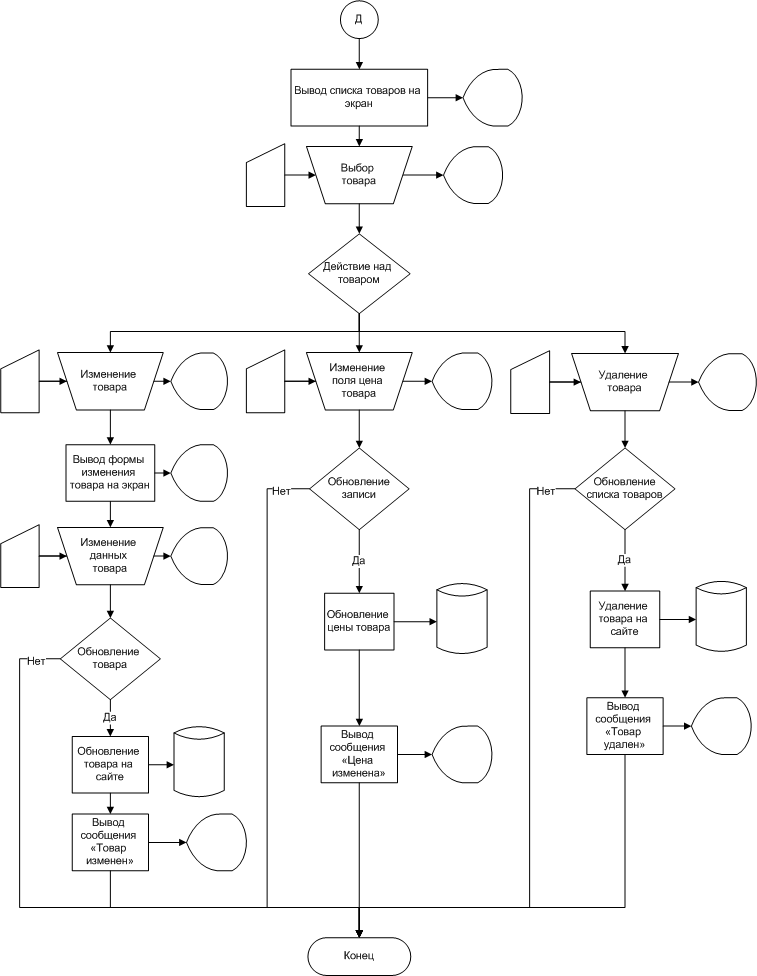 Д
Вывод списка товаров на
экран
Выбор
товара
Действие над
товаром
Изменение
товара
Изменение
поля цена
товара
Удаление
товара
Вывод формы
изменения
товара на экран
Обновление
записи
Нет
Обновление
списка товаров
Нет
Изменение
данных
товара
Да
Да
Обновление
цены товара
Удаление
товара на
сайте
Обновление
товара
Нет
Да
Обновление
товара на
сайте
Вывод
сообщения
«Цена
изменена»
Вывод
сообщения
«Товар
удален»
Вывод
сообщения
«Товар
изменен»
Конец